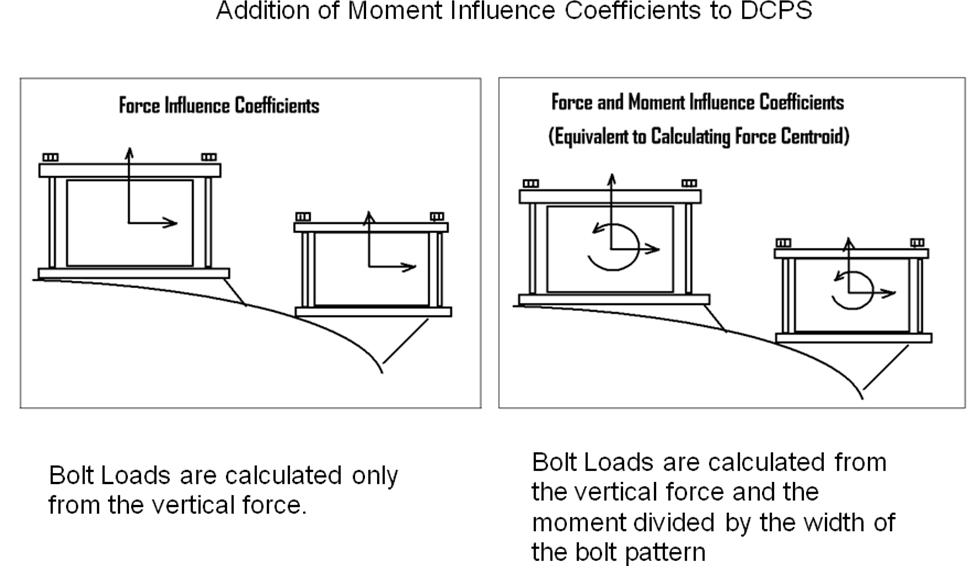 Addition of Moment Influence Coefficients to DCPS
Force Influence Coefficients
Force and Moment Influence Coefficients
(Equivalent to Calculating Force Centroid)
Bolt Loads are calculated only
from the vertical force.
Bolt Loads are calculated from
the vertical force and the
moment divided by the width of
the bolt pattern